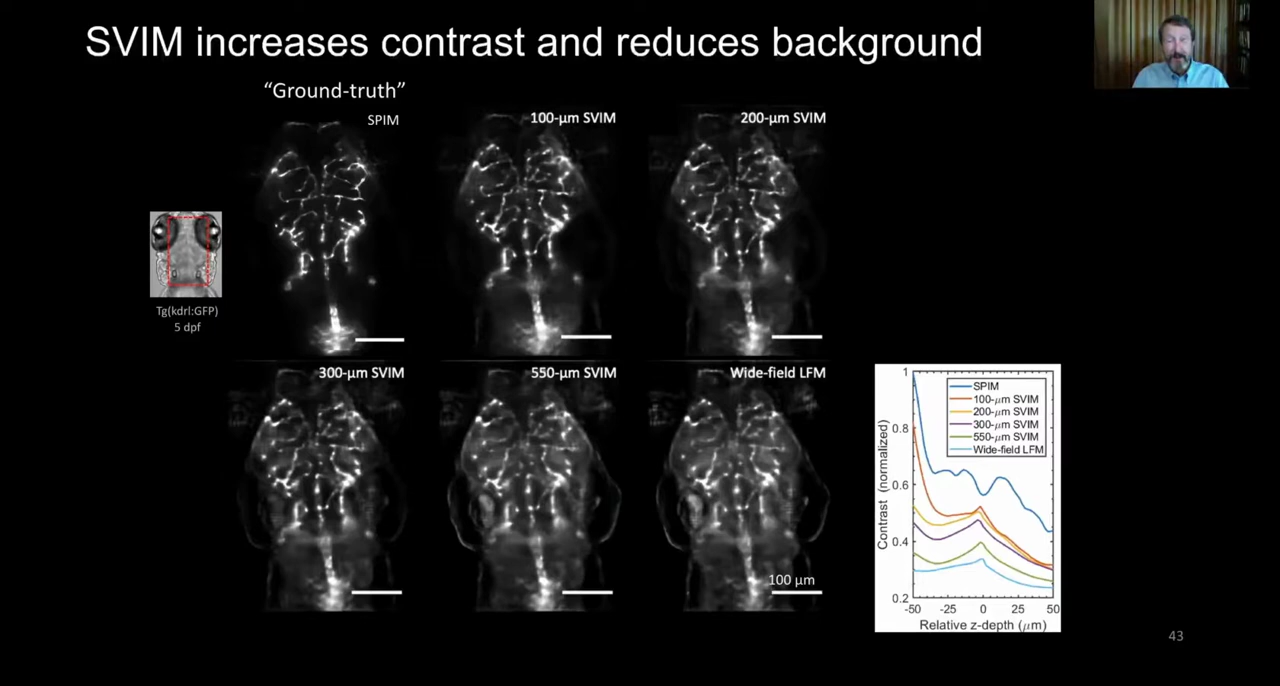 SVIM increases contrast and reduces background
“Ground-truth”
SPIM
100-μm SVIM
200-μm SVIM
Tg(kdrl:GFP)
5 dpf
300-μm SVIM
550-μm SVIM
Wide-field LFM
100 μm
Contrast (normalized)
1
0.8
0.6
0.4
0.2
SPIM
100-μm SVIM
200-μm SVIM
300-μm SVIM
550-μm SVIM
Wide-field LFM
-50 -25 0 25 50
Relative z-depth (μm)
43